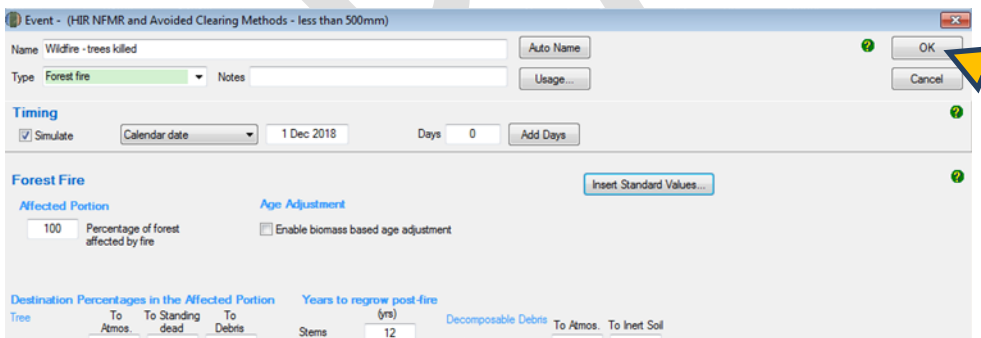 Event - (HIR NFMR and Avoided Clearing Methods - less than 500mm)
Name Wildfire - trees killed Auto Name ? OK
Type Forest fire Notes Usage... Cancel
Timing ?
Simulate Calendar date 1 Dec 2018 Days 0 Add Days
Forest Fire Insert Standard Values... ?
Affected Portion Age Adjustment
100 Percentage of forest affected by fire Enable biomass based age adjustment
Destination Percentages in the Affected Portion Years to regrow post-fire
Tree To Atmos. To Standing dead To Debris (yrs) Decomposable Debris To Atmos. To Inert Soil
Stems 12